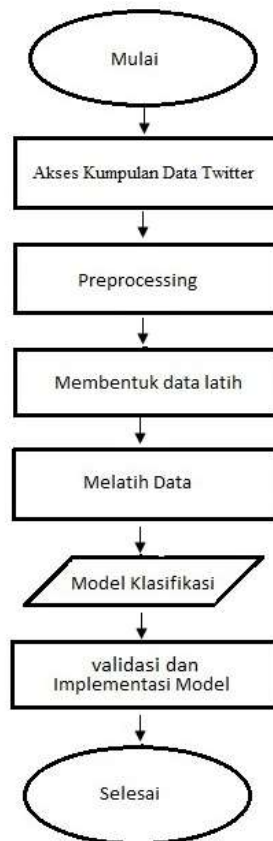 Mulai
Akses Kumpulan Data Twitter
Preprocessing
Membentuk data latih
Melatih Data
Model Klasifikasi
validasi dan
Implementasi Model
Selesai